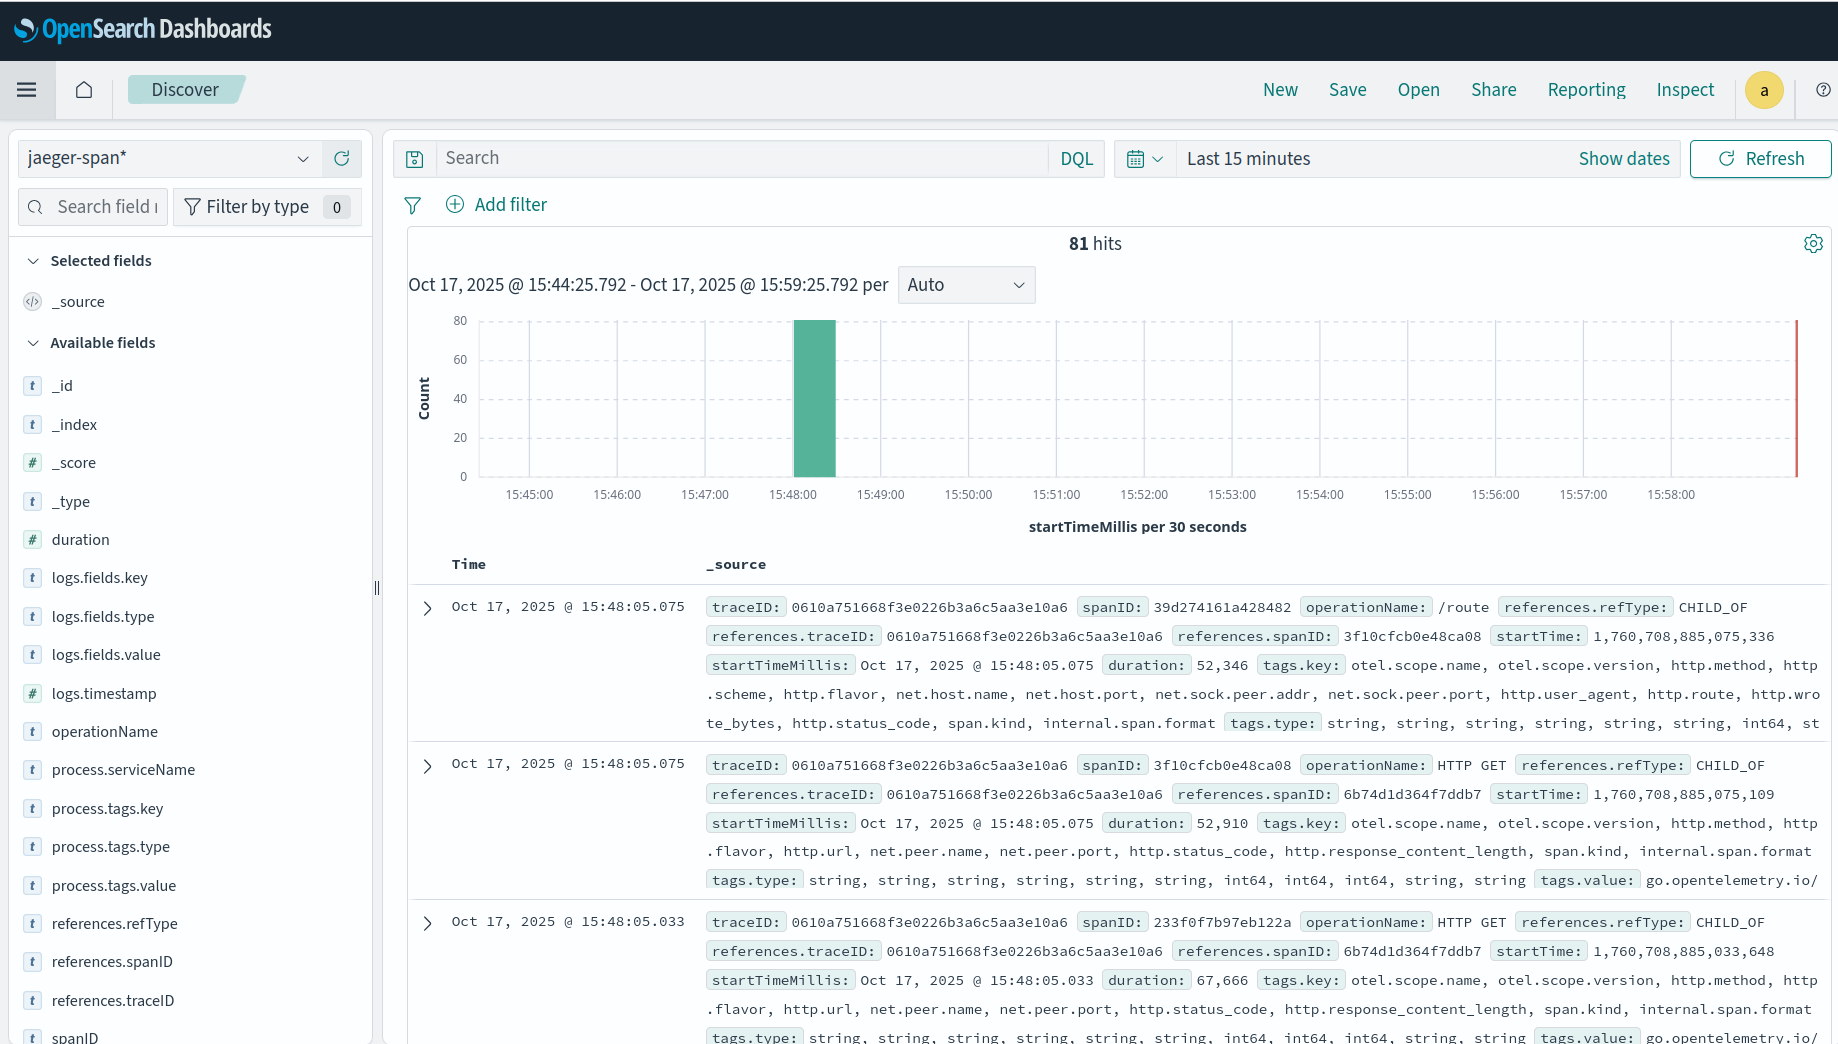 OpenSearch Dashboards
Discover
New Save Open Share Reporting Inspect a
jaeger-span*
Search field n
Filter by type 0
Selected fields
_source
Available fields
t _id
t _index
# _score
t _type
# duration
t logs.fields.key
t logs.fields.type
t logs.fields.value
# logs.timestamp
t operationName
t process.serviceName
t process.tags.key
t process.tags.type
t process.tags.value
t references.refType
t references.spanID
t references.traceID
t spanID
Search DQL
Last 15 minutes Show dates Refresh
Add filter
81 hits
Oct 17, 2025 @ 15:44:25.792 - Oct 17, 2025 @ 15:59:25.792 per Auto
80
60
40
20
0
Count
15:45:00 15:46:00 15:47:00 15:48:00 15:49:00 15:50:00 15:51:00 15:52:00 15:53:00 15:54:00 15:55:00 15:56:00 15:57:00 15:58:00
startTimeMillis per 30 seconds
Time _source
Oct 17, 2025 @ 15:48:05.075 traceID: 0610a751668f3e0226b3a6c5aa3e10a6 spanID: 39d274161a428482 operationName: /route references.refType: CHILD_OF
references.traceID: 0610a751668f3e0226b3a6c5aa3e10a6 references.spanID: 3f10cfcb0e48ca08 startTime: 1,760,708,885,075,336
startTimeMillis: Oct 17, 2025 @ 15:48:05.075 duration: 52,346 tags.key: otel.scope.name, otel.scope.version, http.method, http
.scheme, http.flavor, net.host.name, net.host.port, net.sock.peer.addr, net.sock.peer.port, http.user_agent, http.route, http.wro
te_bytes, http.status_code, span.kind, internal.span.format tags.type: string, string, string, string, string, string, int64, st
Oct 17, 2025 @ 15:48:05.075 traceID: 0610a751668f3e0226b3a6c5aa3e10a6 spanID: 3f10cfcb0e48ca08 operationName: HTTP GET references.refType: CHILD_OF
references.traceID: 0610a751668f3e0226b3a6c5aa3e10a6 references.spanID: 6b74d1d364f7ddb7 startTime: 1,760,708,885,075,109
startTimeMillis: Oct 17, 2025 @ 15:48:05.075 duration: 52,910 tags.key: otel.scope.name, otel.scope.version, http.method, http
.flavor, http.url, net.peer.name, net.peer.port, http.status_code, http.response_content_length, span.kind, internal.span.format
tags.type: string, string, string, string, string, string, int64, int64, int64, string, string tags.value: go.opentelemetry.io/
Oct 17, 2025 @ 15:48:05.033 traceID: 0610a751668f3e0226b3a6c5aa3e10a6 spanID: 233f0f7b97eb122a operationName: HTTP GET references.refType: CHILD_OF
references.traceID: 0610a751668f3e0226b3a6c5aa3e10a6 references.spanID: 6b74d1d364f7ddb7 startTime: 1,760,708,885,033,648
startTimeMillis: Oct 17, 2025 @ 15:48:05.033 duration: 67,666 tags.key: otel.scope.name, otel.scope.version, http.method, http
.flavor, http.url, net.peer.name, net.peer.port, http.status_code, http.response_content_length, span.kind, internal.span.format
tags.type: string, string, string, string, string, string, int64, int64, int64, string, string tags.value: go.opentelemetry.io/